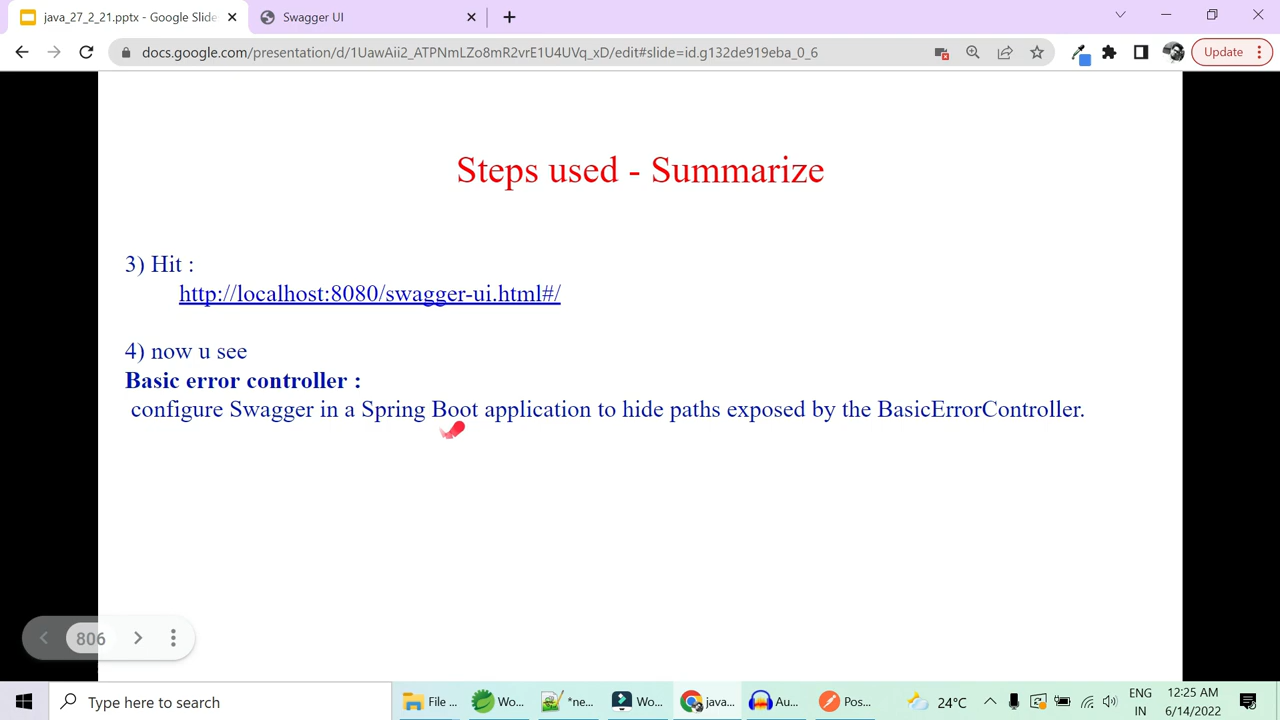 java_27_2_21.pptx - Google Slide
Swagger UI
docs.google.com/presentation/d/1UawAii2_ATPNmLZo8mR2vrE1U4UVq_xD/edit#slide=id.g132de919eba_0_6
Update
Steps used - Summarize
3) Hit :
http://localhost:8080/swagger-ui.html#/
4) now u see
Basic error controller :
configure Swagger in a Spring Boot application to hide paths exposed by the BasicErrorController.
806
Type here to search
File ...
Wo...
*ne...
Wo...
java...
Au...
Pos...
24°C
ENG
IN
12:25 AM
6/14/2022